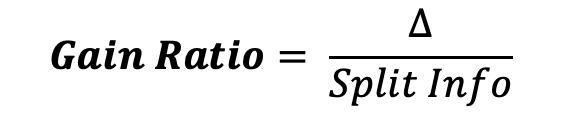 Gain Ratio = Δ / Split Info